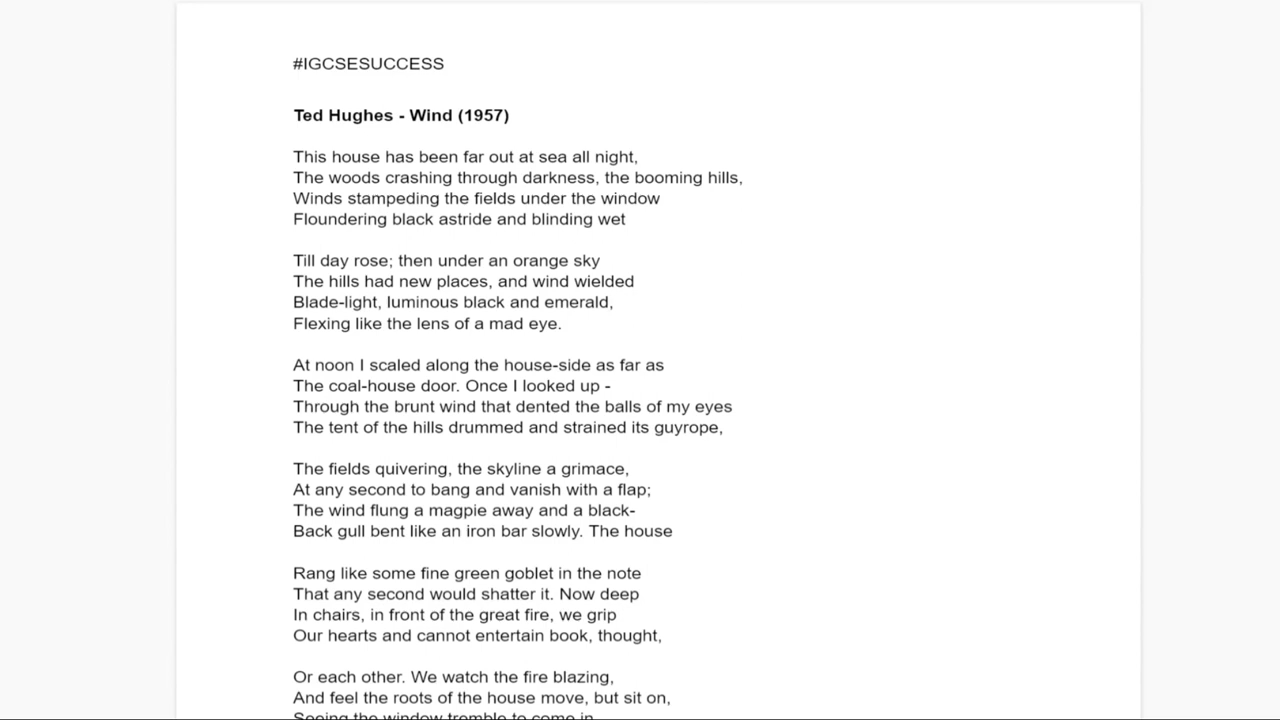 #IGCSESUCCESS
Ted Hughes - Wind (1957)
This house has been far out at sea all night,
The woods crashing through darkness, the booming hills,
Winds stampeding the fields under the window
Floundering black astride and blinding wet
Till day rose; then under an orange sky
The hills had new places, and wind wielded
Blade-light, luminous black and emerald,
Flexing like the lens of a mad eye.
At noon I scaled along the house-side as far as
The coal-house door. Once I looked up -
Through the brunt wind that dented the balls of my eyes
The tent of the hills drummed and strained its guyrope,
The fields quivering, the skyline a grimace,
At any second to bang and vanish with a flap;
The wind flung a magpie away and a black-
Back gull bent like an iron bar slowly. The house
Rang like some fine green goblet in the note
That any second would shatter it. Now deep
In chairs, in front of the great fire, we grip
Our hearts and cannot entertain book, thought,
Or each other. We watch the fire blazing,
And feel the roots of the house move, but sit on,
Seeing the window tremble to come in